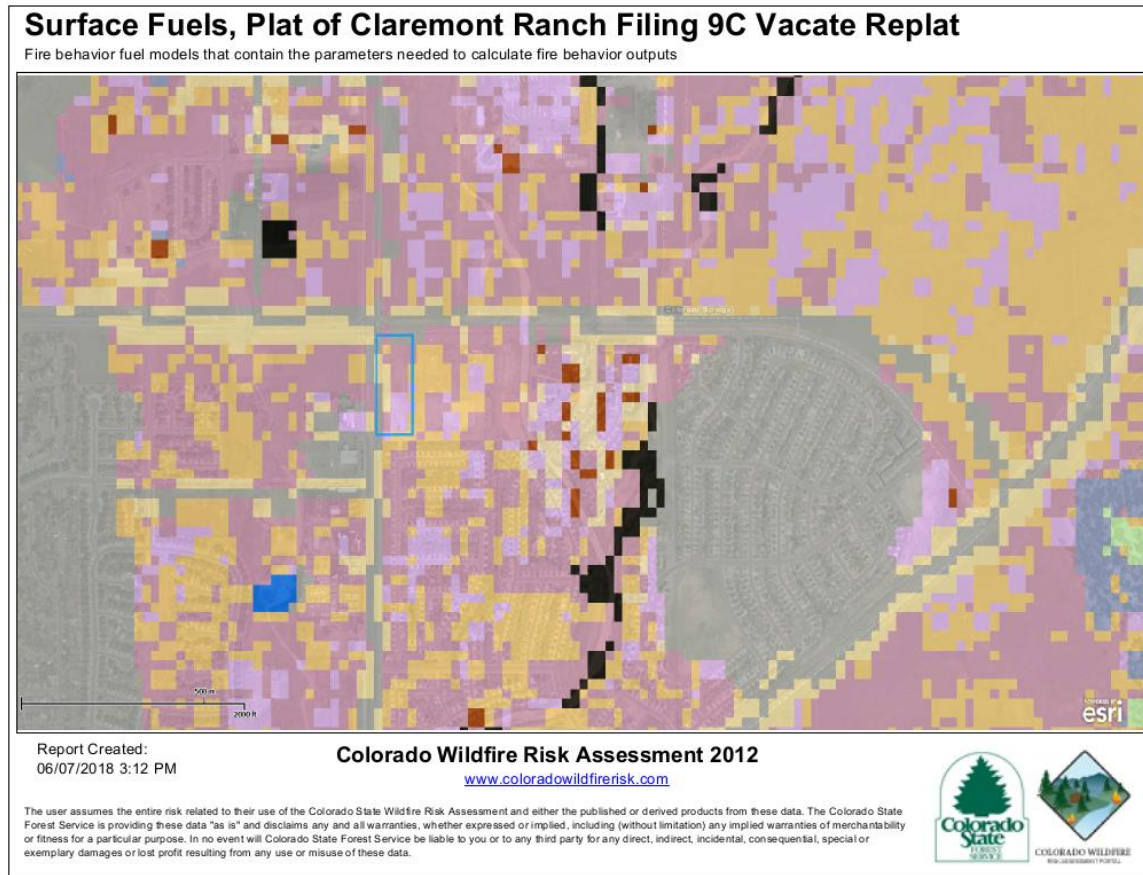 Surface Fuels, Plat of Claremont Ranch Filing 9C Vacate Replat
Fire behavior fuel models that contain the parameters needed to calculate fire behavior outputs
500 m
2000 ft
esri
Report Created:
06/07/2018 3:12 PM
Colorado Wildfire Risk Assessment 2012
www.coloradowildfirerisk.com
The user assumes the entire risk related to their use of the Colorado State Wildfire Risk Assessment and either the published or derived products from these data. The Colorado State
Forest Service is providing these data "as is" and disclaims any and all warranties, whether expressed or implied, including (without limitation) any implied warranties of merchantability
or fitness for a particular purpose. In no event will Colorado State Forest Service be liable to you or to any third party for any direct, indirect, incidental, consequential, special or
exemplary damages or lost profit resulting from any use or misuse of these data.
Colorado
State
FOREST
SERVICE
COLORADO WILDFIRE
RISK ASSESSMENT PORTAL